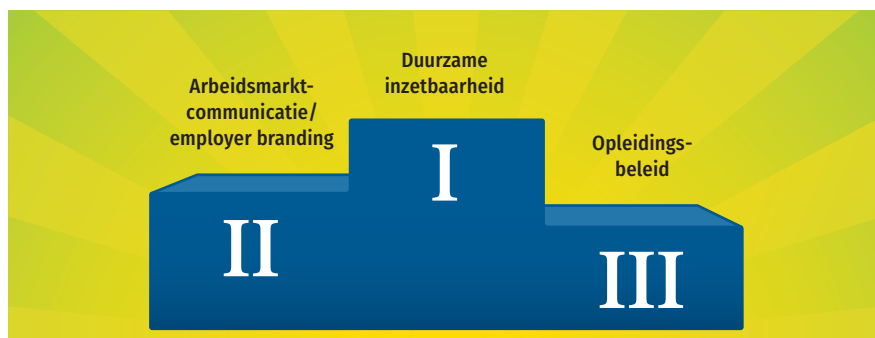 Duurzame
inzetbaarheid
Arbeidsmarkt-
communicatie/
employer branding
Opleidings-
beleid
I
II
III